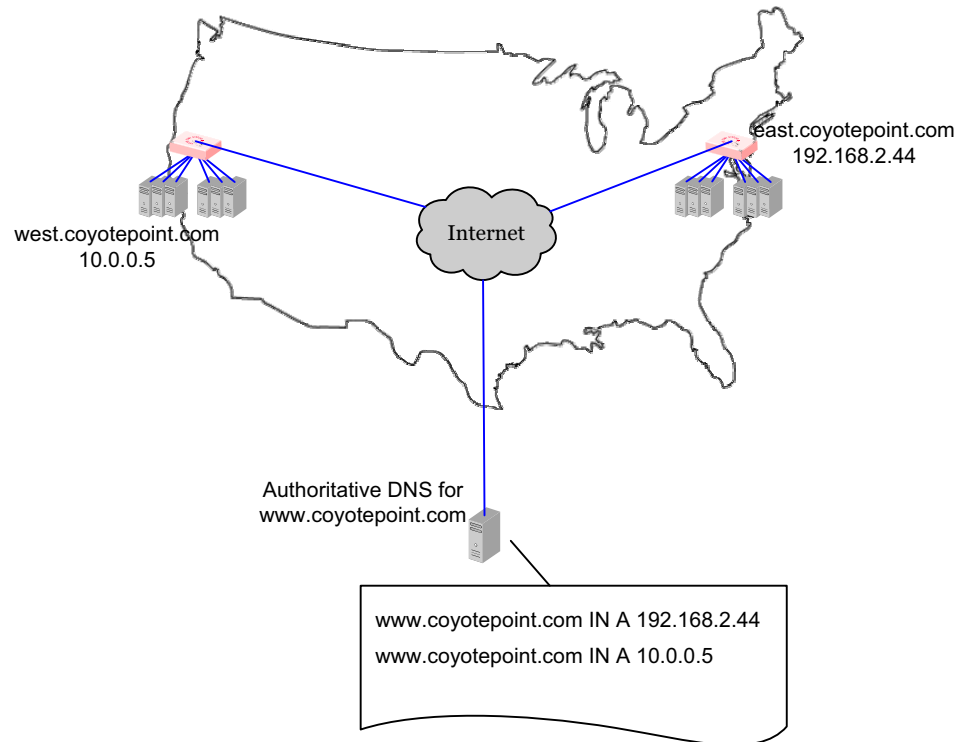 east.coyotepoint.com
192.168.2.44
Internet
west.coyotepoint.com
10.0.0.5
Authoritative DNS for
www.coyotepoint.com
www.coyotepoint.com IN A 192.168.2.44
www.coyotepoint.com IN A 10.0.0.5